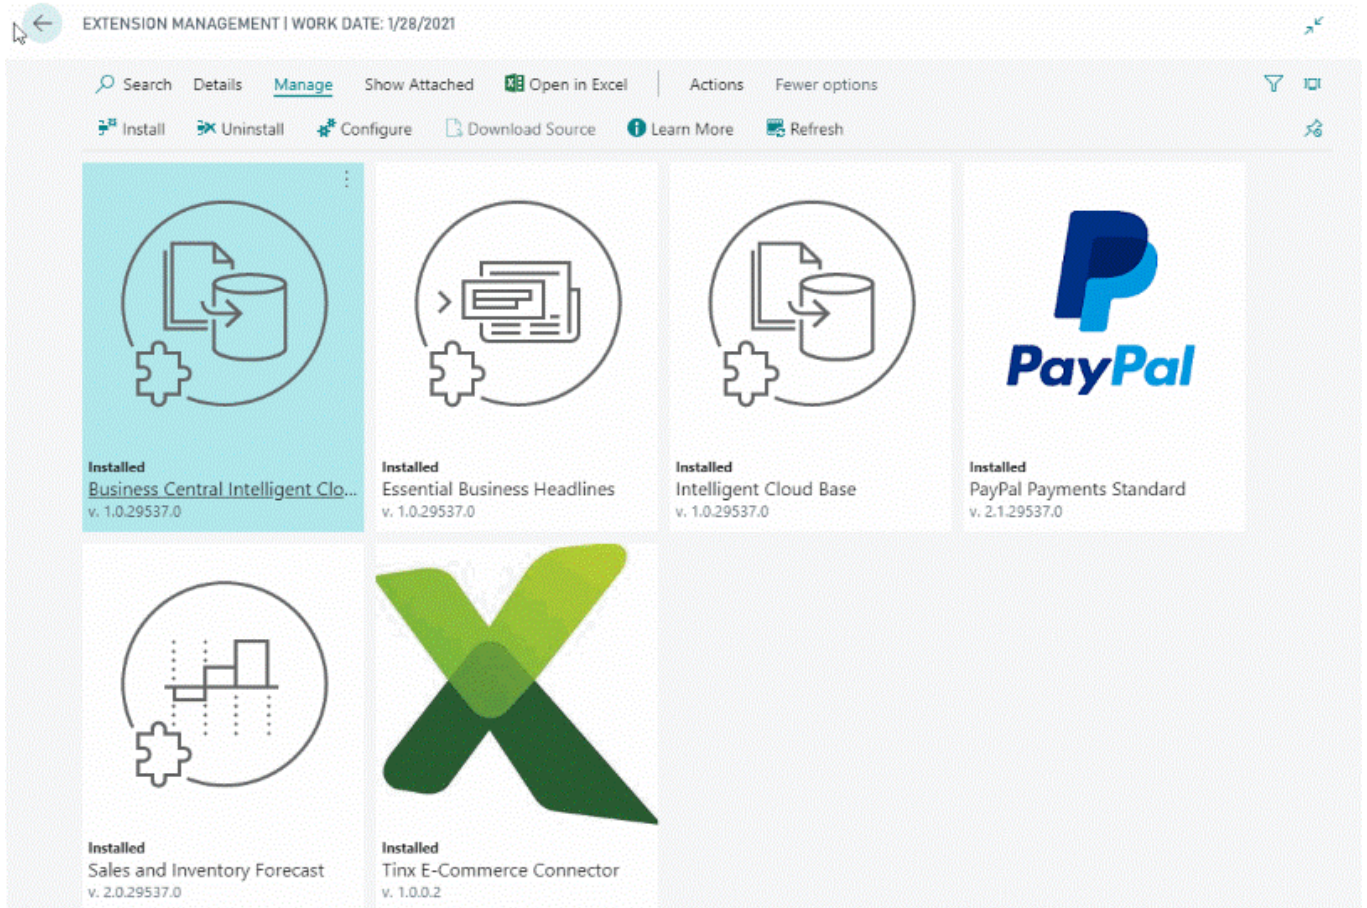 EXTENSION MANAGEMENT | WORK DATE: 1/28/2021
Search Details Manage Show Attached Open in Excel Actions Fewer options
Install Uninstall Configure Download Source Learn More Refresh
Installed
Business Central Intelligent Clo...
v. 1.0.29537.0
Installed
Essential Business Headlines
v. 1.0.29537.0
Installed
Intelligent Cloud Base
v. 1.0.29537.0
PayPal
Installed
PayPal Payments Standard
v. 2.1.29537.0
Installed
Sales and Inventory Forecast
v. 2.0.29537.0
Installed
Tinx E-Commerce Connector
v. 1.0.0.2